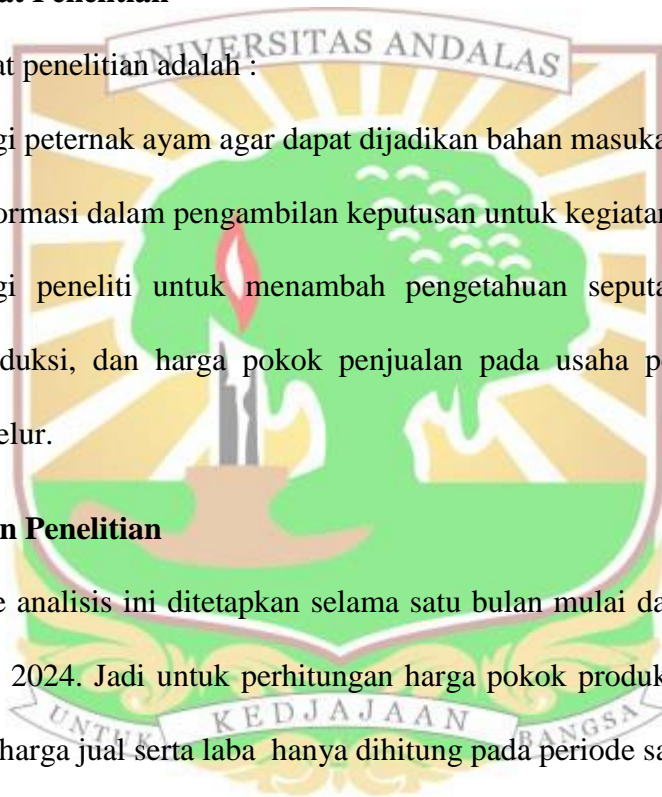 at Penelitian
UNIVERSITAS ANDALAS
at penelitian adalah :
gi peternak ayam agar dapat dijadikan bahan masuka
ormasi dalam pengambilan keputusan untuk kegiatan
gi peneliti untuk menambah pengetahuan seputa
duksi, dan harga pokok penjualan pada usaha p
elur.
n Penelitian
e analisis ini ditetapkan selama satu bulan mulai da
2024. Jadi untuk perhitungan harga pokok produk
UNTUK KEDJAJAAN BANGSA
harga jual serta laba hanya dihitung pada periode sa